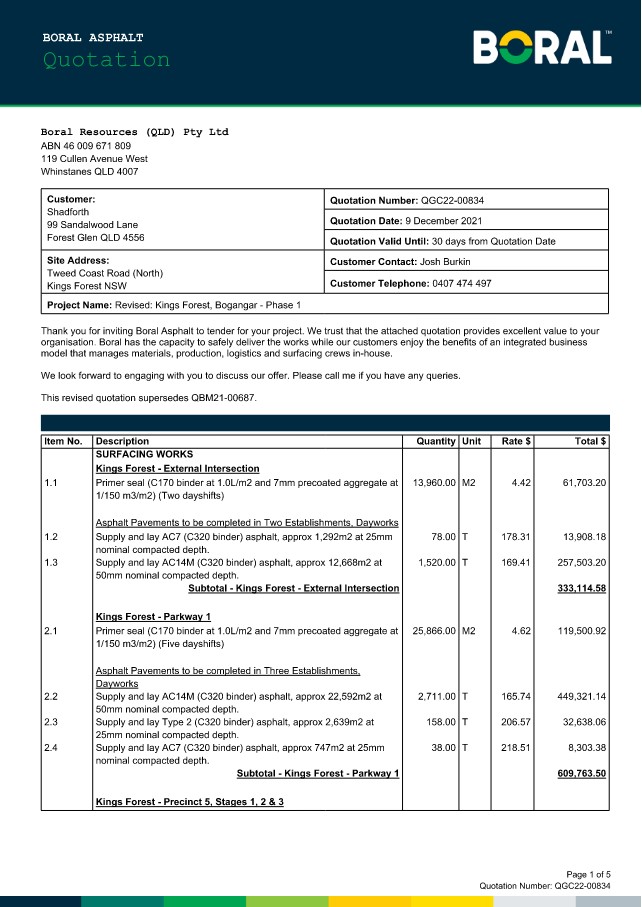 BORAL ASPHALT
Quotation
BORAL™
Boral Resources (QLD) Pty Ltd
ABN 46 009 671 809
119 Cullen Avenue West
Whinstanes QLD 4007
Customer:
Shadforth
99 Sandalwood Lane
Forest Glen QLD 4556
Quotation Number: QGC22-00834
Quotation Date: 9 December 2021
Quotation Valid Until: 30 days from Quotation Date
Site Address:
Tweed Coast Road (North)
Kings Forest NSW
Customer Contact: Josh Burkin
Customer Telephone: 0407 474 497
Project Name: Revised: Kings Forest, Bogangar - Phase 1
Thank you for inviting Boral Asphalt to tender for your project. We trust that the attached quotation provides excellent value to your
organisation. Boral has the capacity to safely deliver the works while our customers enjoy the benefits of an integrated business
model that manages materials, production, logistics and surfacing crews in-house.
We look forward to engaging with you to discuss our offer. Please call me if you have any queries.
This revised quotation supersedes QBM21-00687.
Item No. Description Quantity Unit Rate $ Total $
SURFACING WORKS
Kings Forest - External Intersection
1.1 Primer seal (C170 binder at 1.0L/m2 and 7mm precoated aggregate at 13,960.00 M2 4.42 61,703.20
1/150 m3/m2) (Two dayshifts)
Asphalt Pavements to be completed in Two Establishments, Dayworks
1.2 Supply and lay AC7 (C320 binder) asphalt, approx 1,292m2 at 25mm 78.00 T 178.31 13,908.18
nominal compacted depth.
1.3 Supply and lay AC14M (C320 binder) asphalt, approx 12,668m2 at 1,520.00 T 169.41 257,503.20
50mm nominal compacted depth.
Subtotal - Kings Forest - External Intersection 333,114.58
Kings Forest - Parkway 1
2.1 Primer seal (C170 binder at 1.0L/m2 and 7mm precoated aggregate at 25,866.00 M2 4.62 119,500.92
1/150 m3/m2) (Five dayshifts)
Asphalt Pavements to be completed in Three Establishments,
Dayworks
2.2 Supply and lay AC14M (C320 binder) asphalt, approx 22,592m2 at 2,711.00 T 165.74 449,321.14
50mm nominal compacted depth.
2.3 Supply and lay Type 2 (C320 binder) asphalt, approx 2,639m2 at 158.00 T 206.57 32,638.06
25mm nominal compacted depth.
2.4 Supply and lay AC7 (C320 binder) asphalt, approx 747m2 at 25mm 38.00 T 218.51 8,303.38
nominal compacted depth.
Subtotal - Kings Forest - Parkway 1 609,763.50
Kings Forest - Precinct 5, Stages 1, 2 & 3
Page 1 of 5
Quotation Number: QGC22-00834